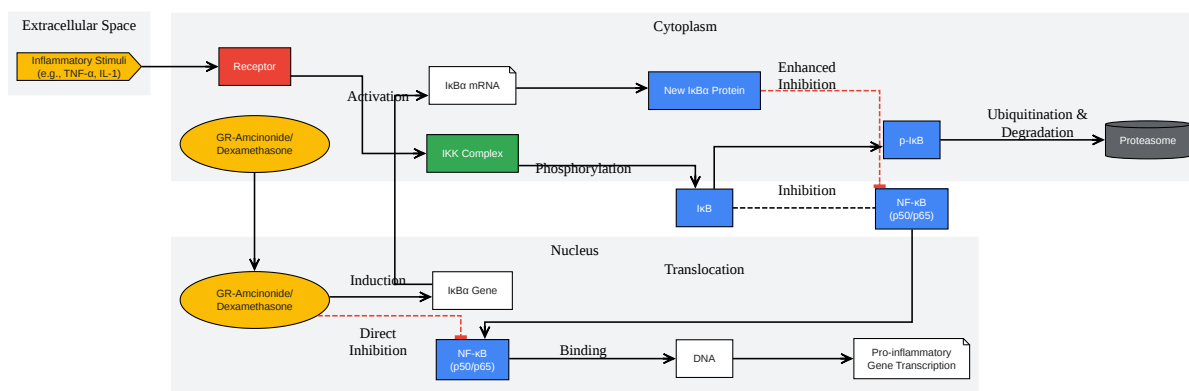 Extracellular Space
Cytoplasm
Inflammatory Stimuli
(e.g., TNF-α, IL-1)
Receptor
Activation
IκBα mRNA
New IκBα Protein
Enhanced
Inhibition
GR-Amcinonide/
Dexamethasone
IKK Complex
Phosphorylation
p-IκB
Ubiquitination &
Degradation
Proteasome
IκB
Inhibition
NF-κB
(p50/p65)
Nucleus
Translocation
GR-Amcinonide/
Dexamethasone
Induction
IκBα Gene
Direct
Inhibition
NF-κB
(p50/p65)
Binding
DNA
Pro-inflammatory
Gene Transcription